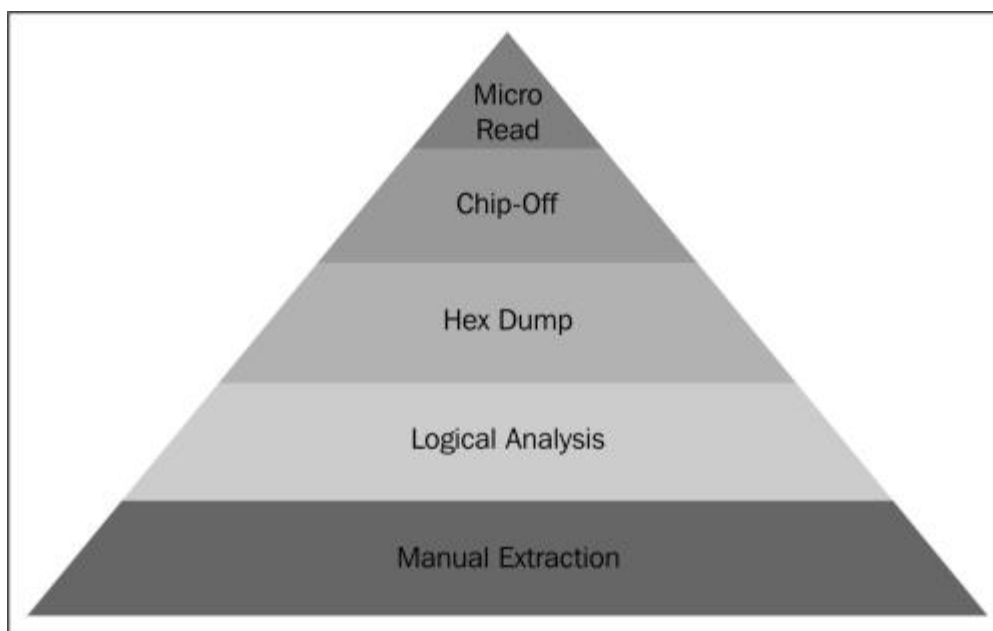 Micro
Read
Chip-Off
Hex Dump
Logical Analysis
Manual Extraction